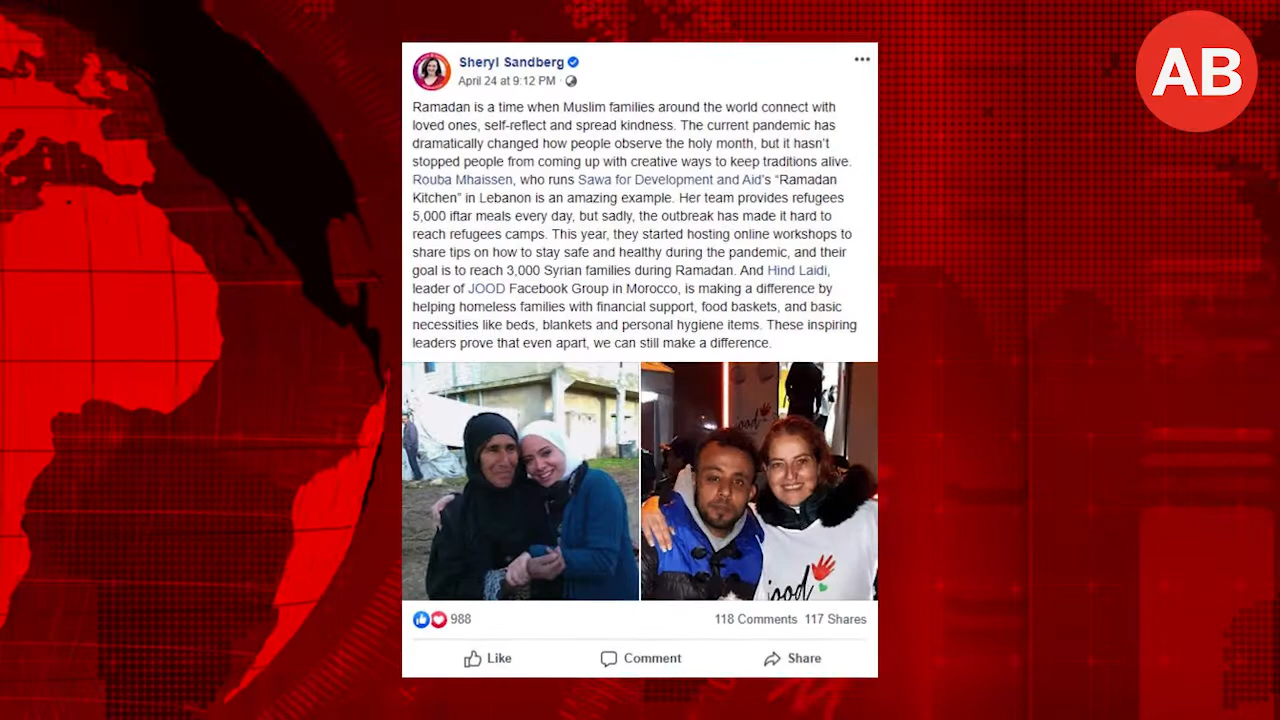 AB
Sheryl Sandberg
April 24 at 9:12 PM ·
Ramadan is a time when Muslim families around the world connect with
loved ones, self-reflect and spread kindness. The current pandemic has
dramatically changed how people observe the holy month, but it hasn't
stopped people from coming up with creative ways to keep traditions alive.
Rouba Mhaissen, who runs Sawa for Development and Aid's "Ramadan
Kitchen" in Lebanon is an amazing example. Her team provides refugees
5,000 iftar meals every day, but sadly, the outbreak has made it hard to
reach refugees camps. This year, they started hosting online workshops to
share tips on how to stay safe and healthy during the pandemic, and their
goal is to reach 3,000 Syrian families during Ramadan. And Hind Laidi,
leader of JOOD Facebook Group in Morocco, is making a difference by
helping homeless families with financial support, food baskets, and basic
necessities like beds, blankets and personal hygiene items. These inspiring
leaders prove that even apart, we can still make a difference.
jood
jood
988
118 Comments 117 Shares
Like Comment Share